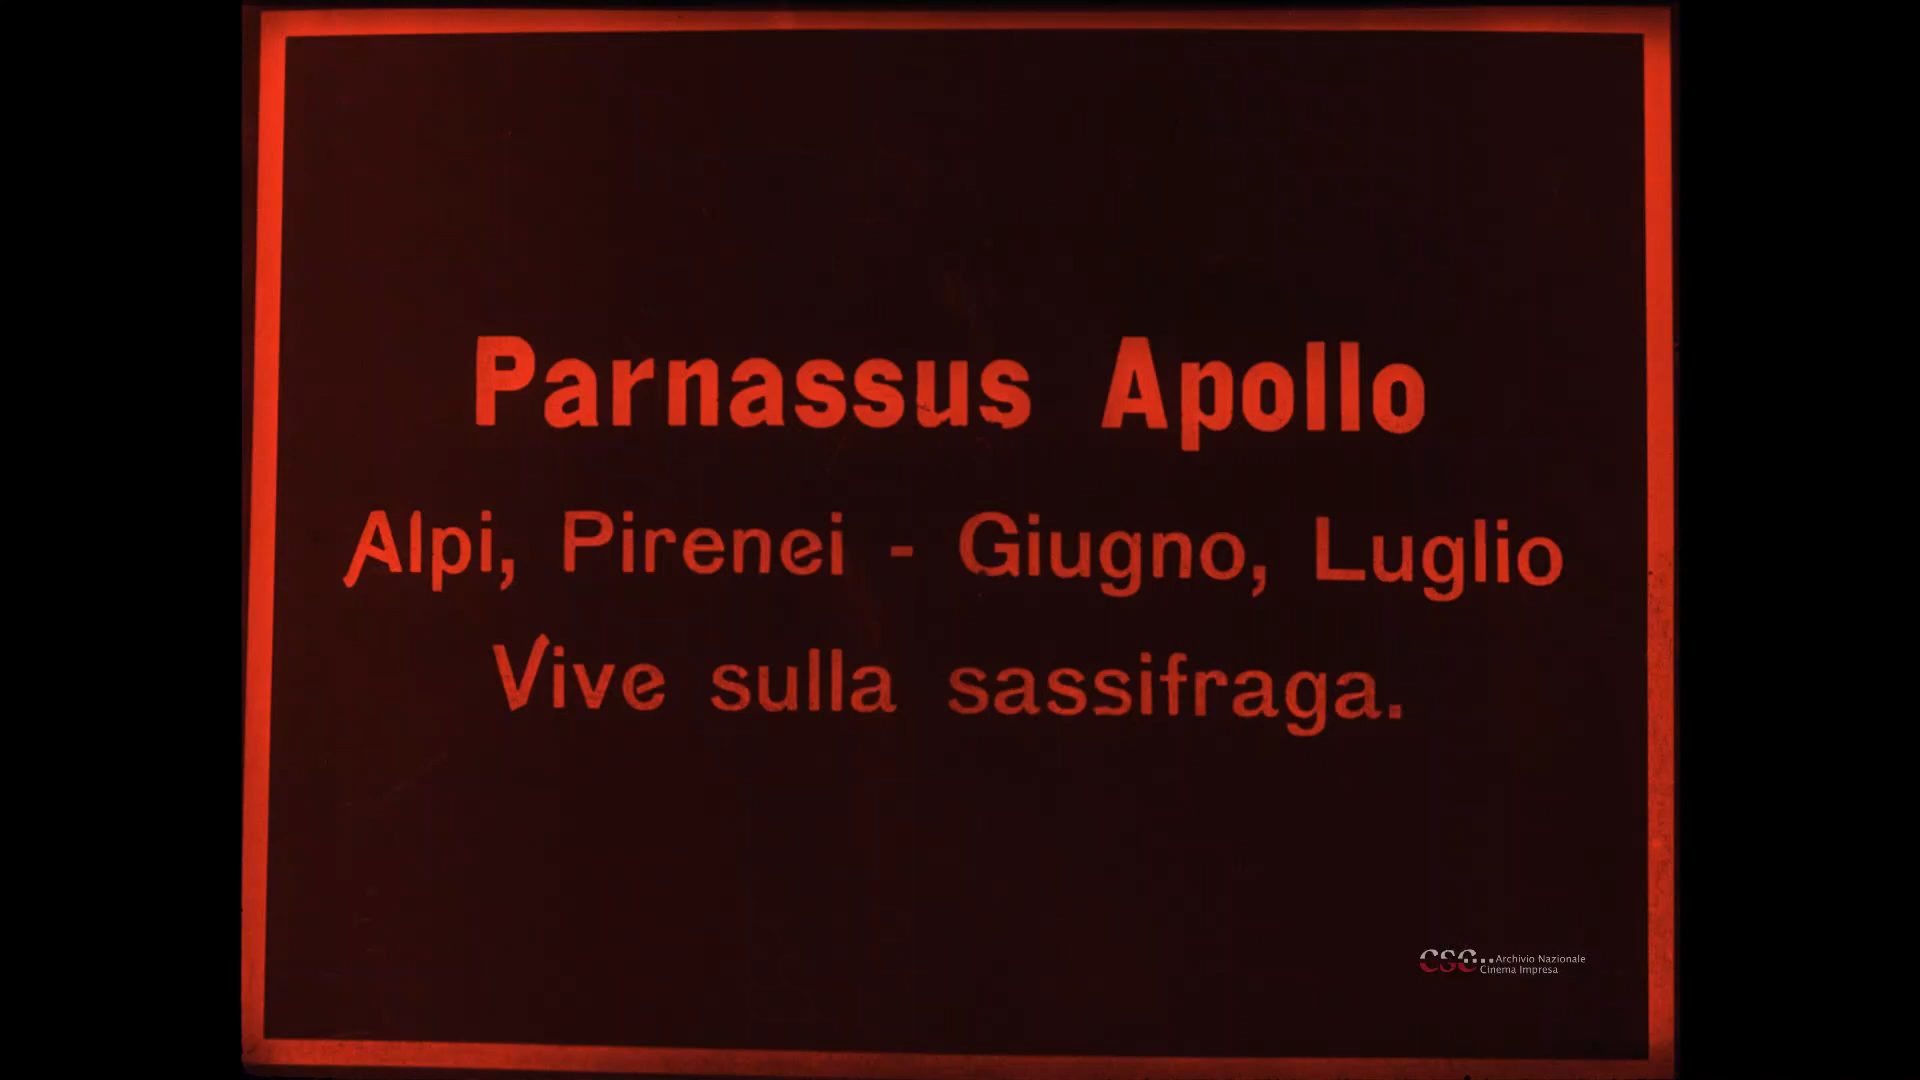 Parnassus Apollo
Alpi, Pirenei - Giugno, Luglio
Vive sulla sassifraga.
CSC Archivio Nazionale
Cinema Impresa